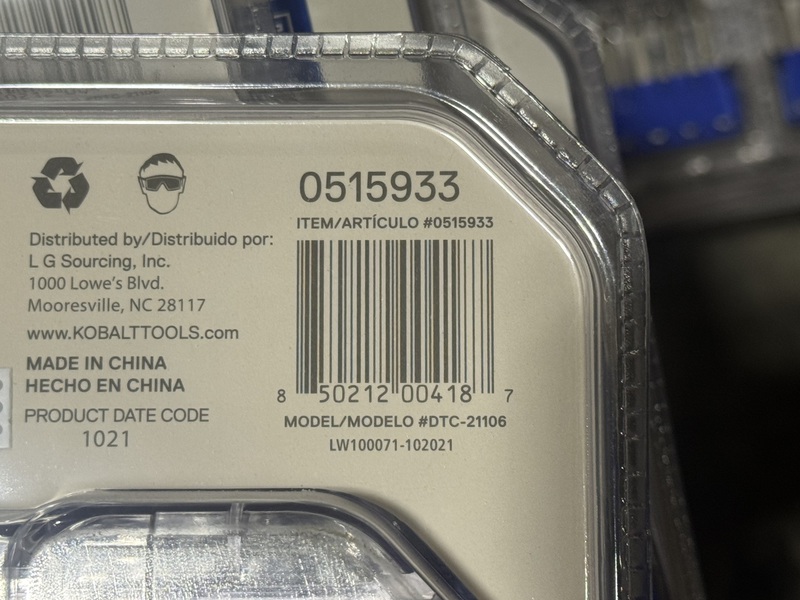 Distributed by/Distribuido por:
L G Sourcing, Inc.
1000 Lowe's Blvd.
Mooresville, NC 28117
www.KOBALTTOOLS.com
MADE IN CHINA
HECHO EN CHINA
PRODUCT DATE CODE
1021
0515933
ITEM/ARTÍCULO #0515933
8 50212 00418 7
MODEL/MODELO #DTC-21106
LW100071-102021